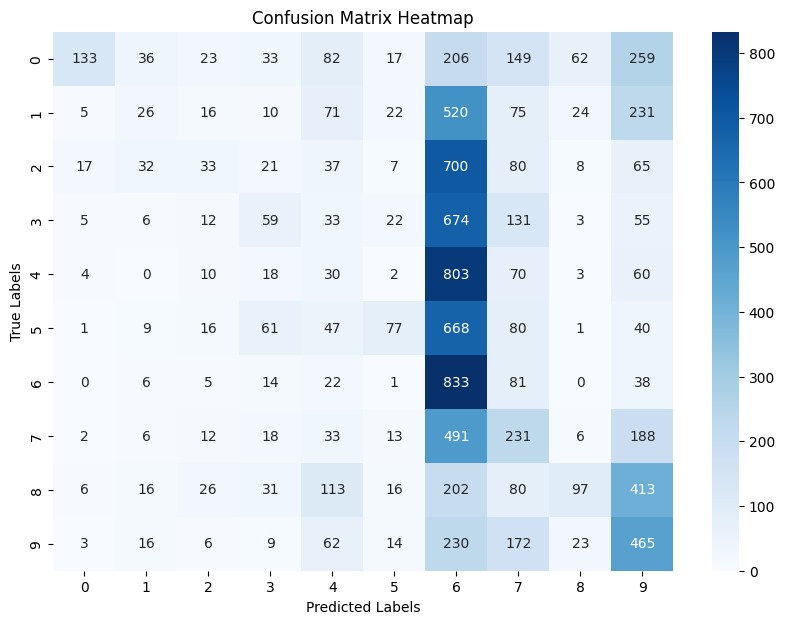 Confusion Matrix Heatmap
True Labels
0 133 36 23 33 82 17 206 149 62 259
1 5 26 16 10 71 22 520 75 24 231
2 17 32 33 21 37 7 700 80 8 65
3 5 6 12 59 33 22 674 131 3 55
4 4 0 10 18 30 2 803 70 3 60
5 1 9 16 61 47 77 668 80 1 40
6 0 6 5 14 22 1 833 81 0 38
7 2 6 12 18 33 13 491 231 6 188
8 6 16 26 31 113 16 202 80 97 413
9 3 16 6 9 62 14 230 172 23 465
0 1 2 3 4 5 6 7 8 9
Predicted Labels
800
700
600
500
400
300
200
100
0